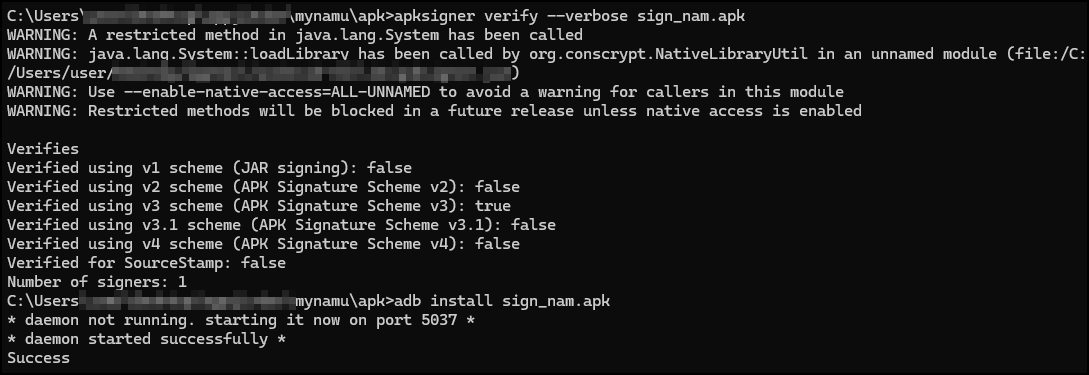 C:\Users\ \mynamu\apk>apksigner verify --verbose sign_nam.apk
WARNING: A restricted method in java.lang.System has been called
WARNING: java.lang.System::loadLibrary has been called by org.conscrypt.NativeLibraryUtil in an unnamed module (file:/C:
/Users/user/ )
WARNING: Use --enable-native-access=ALL-UNNAMED to avoid a warning for callers in this module
WARNING: Restricted methods will be blocked in a future release unless native access is enabled
Verifies
Verified using v1 scheme (JAR signing): false
Verified using v2 scheme (APK Signature Scheme v2): false
Verified using v3 scheme (APK Signature Scheme v3): true
Verified using v3.1 scheme (APK Signature Scheme v3.1): false
Verified using v4 scheme (APK Signature Scheme v4): false
Verified for SourceStamp: false
Number of signers: 1
C:\Users mynamu\apk>adb install sign_nam.apk
* daemon not running. starting it now on port 5037 *
* daemon started successfully *
Success